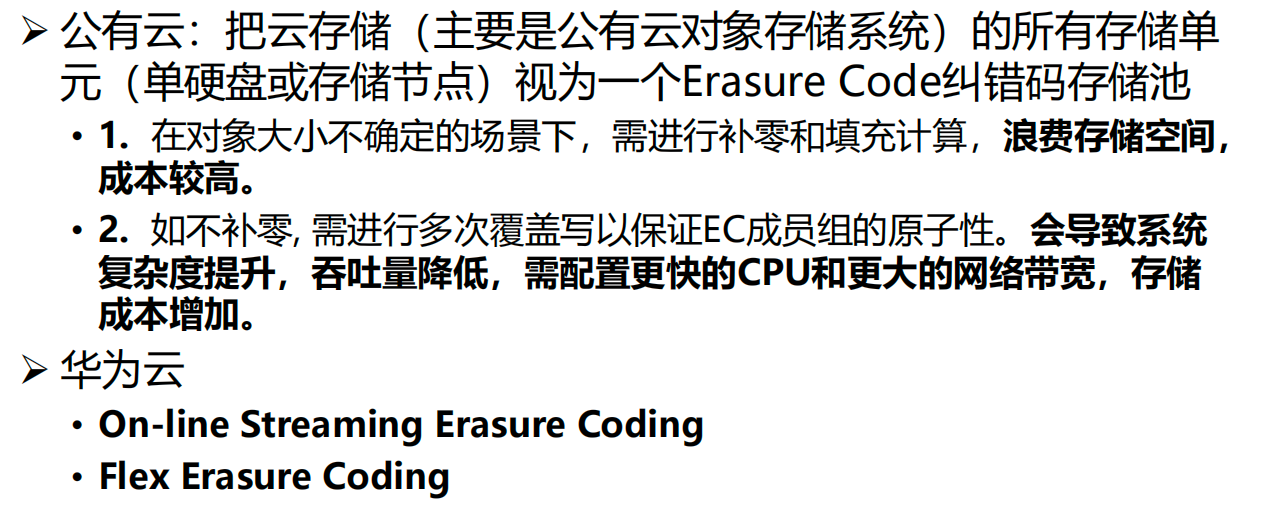 ➢ 公有云：把云存储（主要是公有云对象存储系统）的所有存储单
元（单硬盘或存储节点）视为一个Erasure Code纠错码存储池
• 1. 在对象大小不确定的场景下，需进行补零和填充计算，浪费存储空间，
成本较高。
• 2. 如不补零, 需进行多次覆盖写以保证EC成员组的原子性。会导致系统
复杂度提升，吞吐量降低，需配置更快的CPU和更大的网络带宽，存储
成本增加。
➢ 华为云
• On-line Streaming Erasure Coding
• Flex Erasure Coding